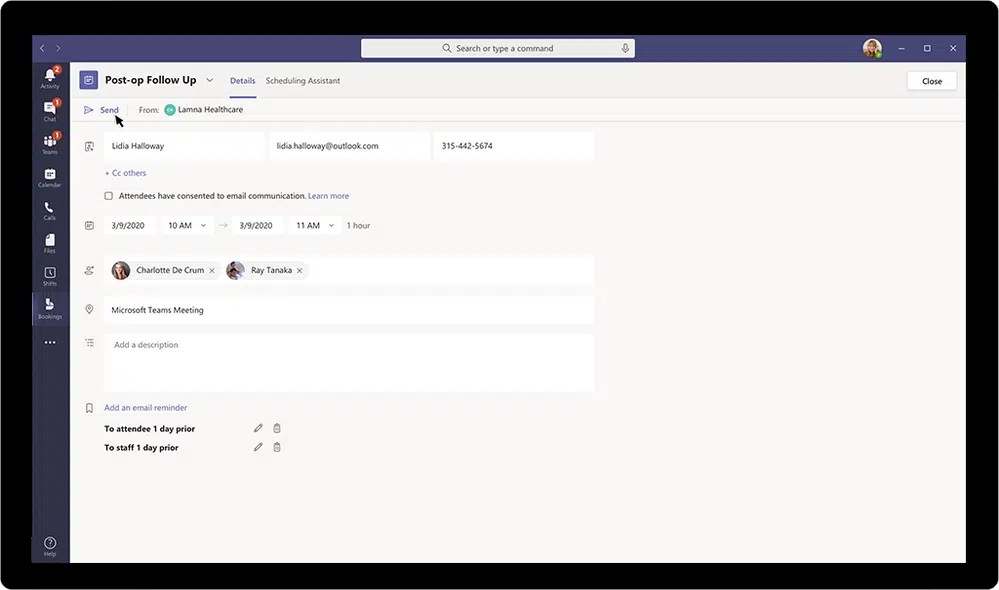 Search or type a command
2
Activity
Post-op Follow Up
Details
Scheduling Assistant
Close
1
Chat
Send
From:
Lamna Healthcare
1
Teams
Lidia Halloway
lidia.halloway@outlook.com
315-442-5674
Calendar
+ Cc others
Attendees have consented to email communication. Learn more
Calls
3/9/2020
10 AM
3/9/2020
11 AM
1 hour
Files
Shifts
Charlotte De Crum
Ray Tanaka
Bookings
Microsoft Teams Meeting
Add a description
Add an email reminder
To attendee 1 day prior
To staff 1 day prior
Help